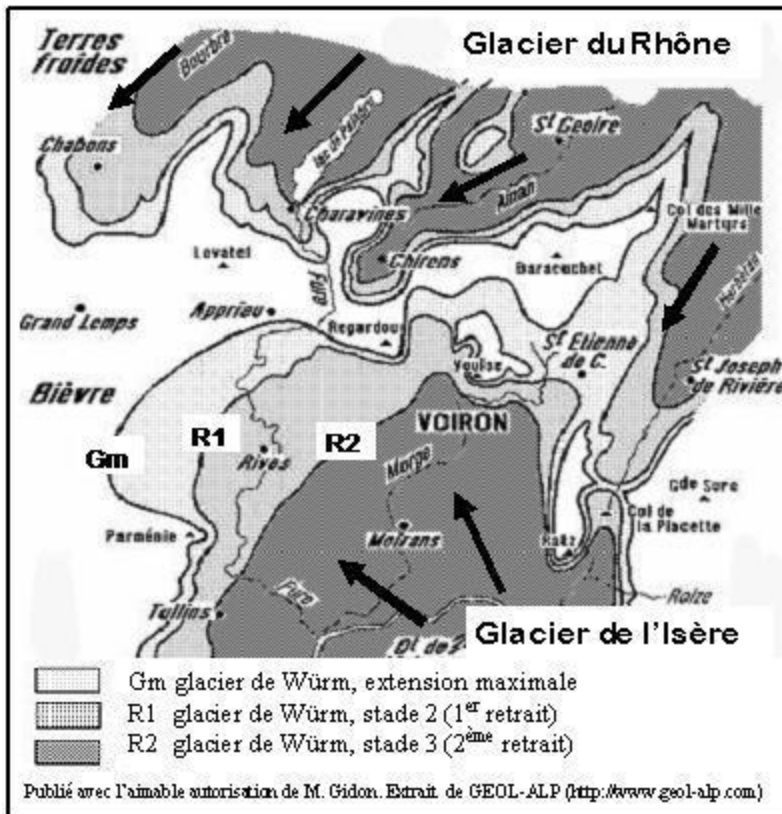 Terres
froides
Bourbre
Glacier du Rhône
Chabons
lac de Paladru
St Geoire
Ainan
Charavines
Col des Mille
Martyrs
Lovatel
Chirens
Baracuchet
Fure
Herbetan
Grand Lemps
Apprieu
Regardou
St Etienne
de C.
Vouise
St Joseph
de Rivière
Bièvre
VOIRON
R1
R2
Gm
Rives
Morge
Gde Sure
Parménie
Moirans
Ratz
Col de
la Placette
Fure
Roize
Tullins
Glacier de l'Isère
Gm glacier de Würm, extension maximale
R1 glacier de Würm, stade 2 (1er retrait)
R2 glacier de Würm, stade 3 (2ème retrait)
Publié avec l'aimable autorisation de M. Gidon. Extrait de GEOL-ALP (http://www.geol-alp.com)